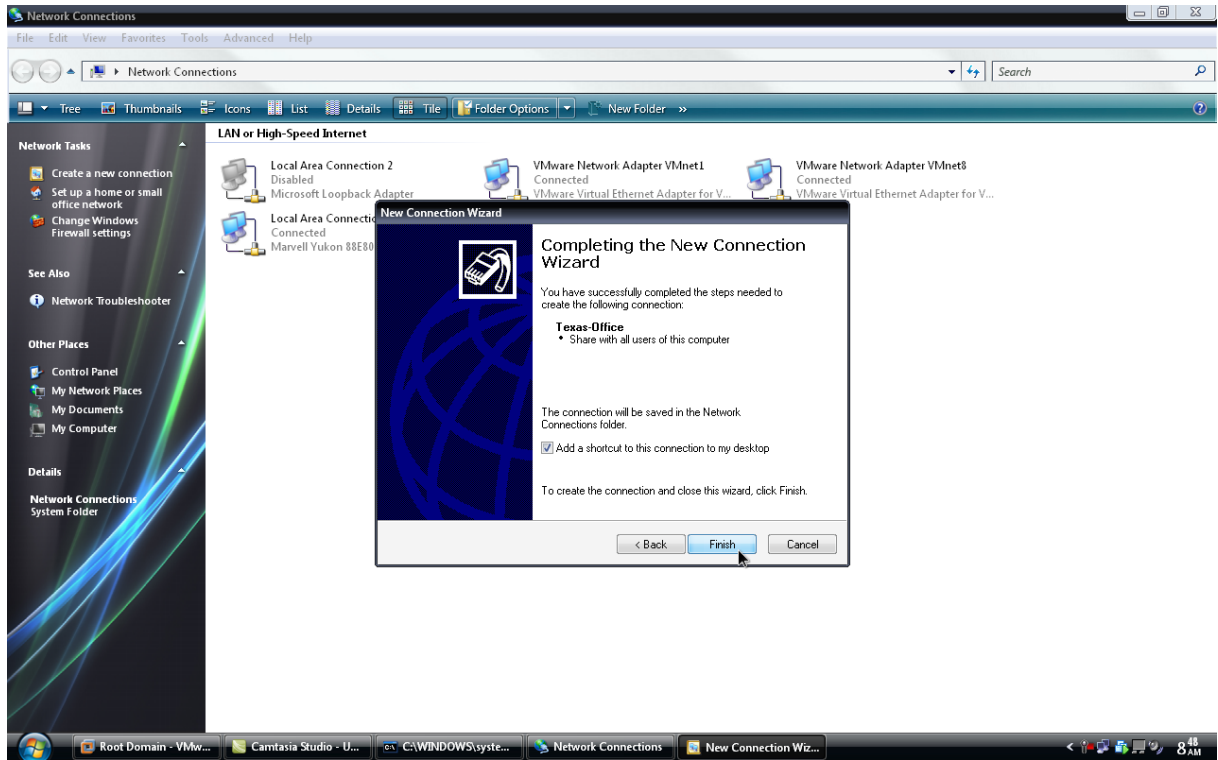 Network Connections
File Edit View Favorites Tools Advanced Help
Network Connections
Search
Tree Thumbnails Icons List Details Tile Folder Options New Folder »
LAN or High-Speed Internet
Network Tasks
Create a new connection
Set up a home or small
office network
Change Windows
Firewall settings
See Also
Network Troubleshooter
Other Places
Control Panel
My Network Places
My Documents
My Computer
Details
Network Connections
System Folder
Local Area Connection 2
Disabled
Microsoft Loopback Adapter
VMware Network Adapter VMnet1
Connected
VMware Virtual Ethernet Adapter for V...
VMware Network Adapter VMnet8
Connected
VMware Virtual Ethernet Adapter for V...
Local Area Connectio
Connected
Marvell Yukon 88E80
New Connection Wizard
Completing the New Connection
Wizard
You have successfully completed the steps needed to
create the following connection:
Texas-Office
• Share with all users of this computer
The connection will be saved in the Network
Connections folder.
Add a shortcut to this connection to my desktop
To create the connection and close this wizard, click Finish.
< Back Finish Cancel
Root Domain - VMw... Camtasia Studio - U... C:\WINDOWS\syste... Network Connections New Connection Wiz... 8 48 AM